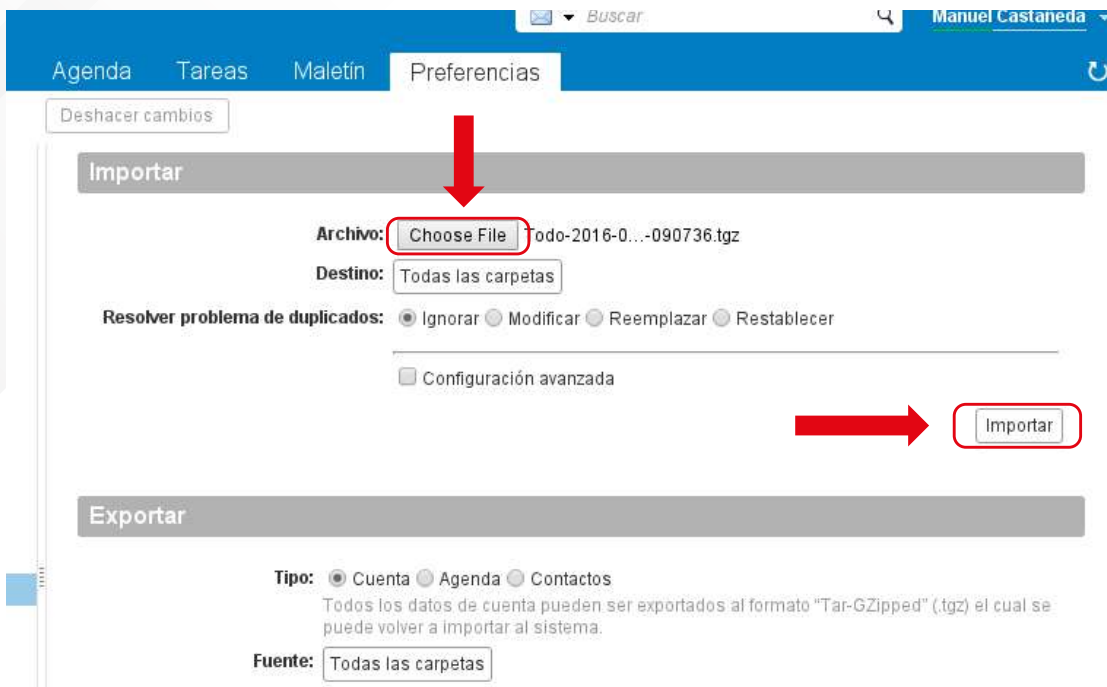 Buscar Manuel Castañeda
Agenda Tareas Maletín Preferencias
Deshacer cambios
Importar
Archivo: Choose File Todo-2016-0...-090736.tgz
Destino: Todas las carpetas
Resolver problema de duplicados: Ignorar Modificar Reemplazar Restablecer
Configuración avanzada
Importar
Exportar
Tipo: Cuenta Agenda Contactos
Todos los datos de cuenta pueden ser exportados al formato "Tar-GZipped" (.tgz) el cual se
puede volver a importar al sistema.
Fuente: Todas las carpetas